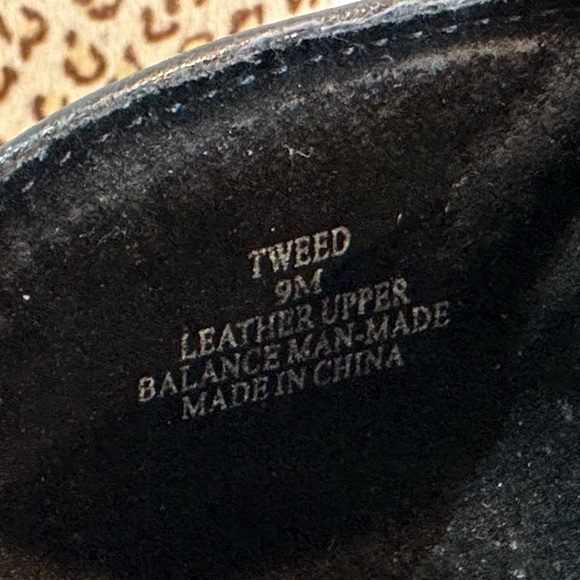 TWEED
9M
LEATHER UPPER
BALANCE MAN-MADE
MADE IN CHINA